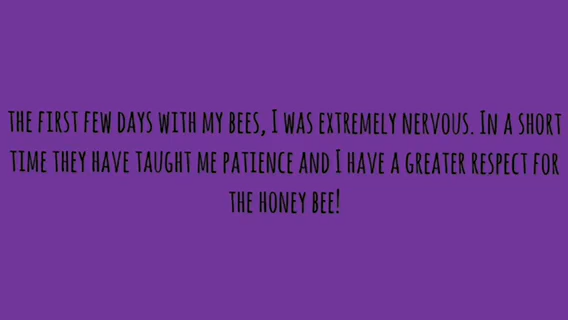 the first few days with my bees, I was extremely nervous. In a short
time they have taught me patience and I have a greater respect for
the honey bee!